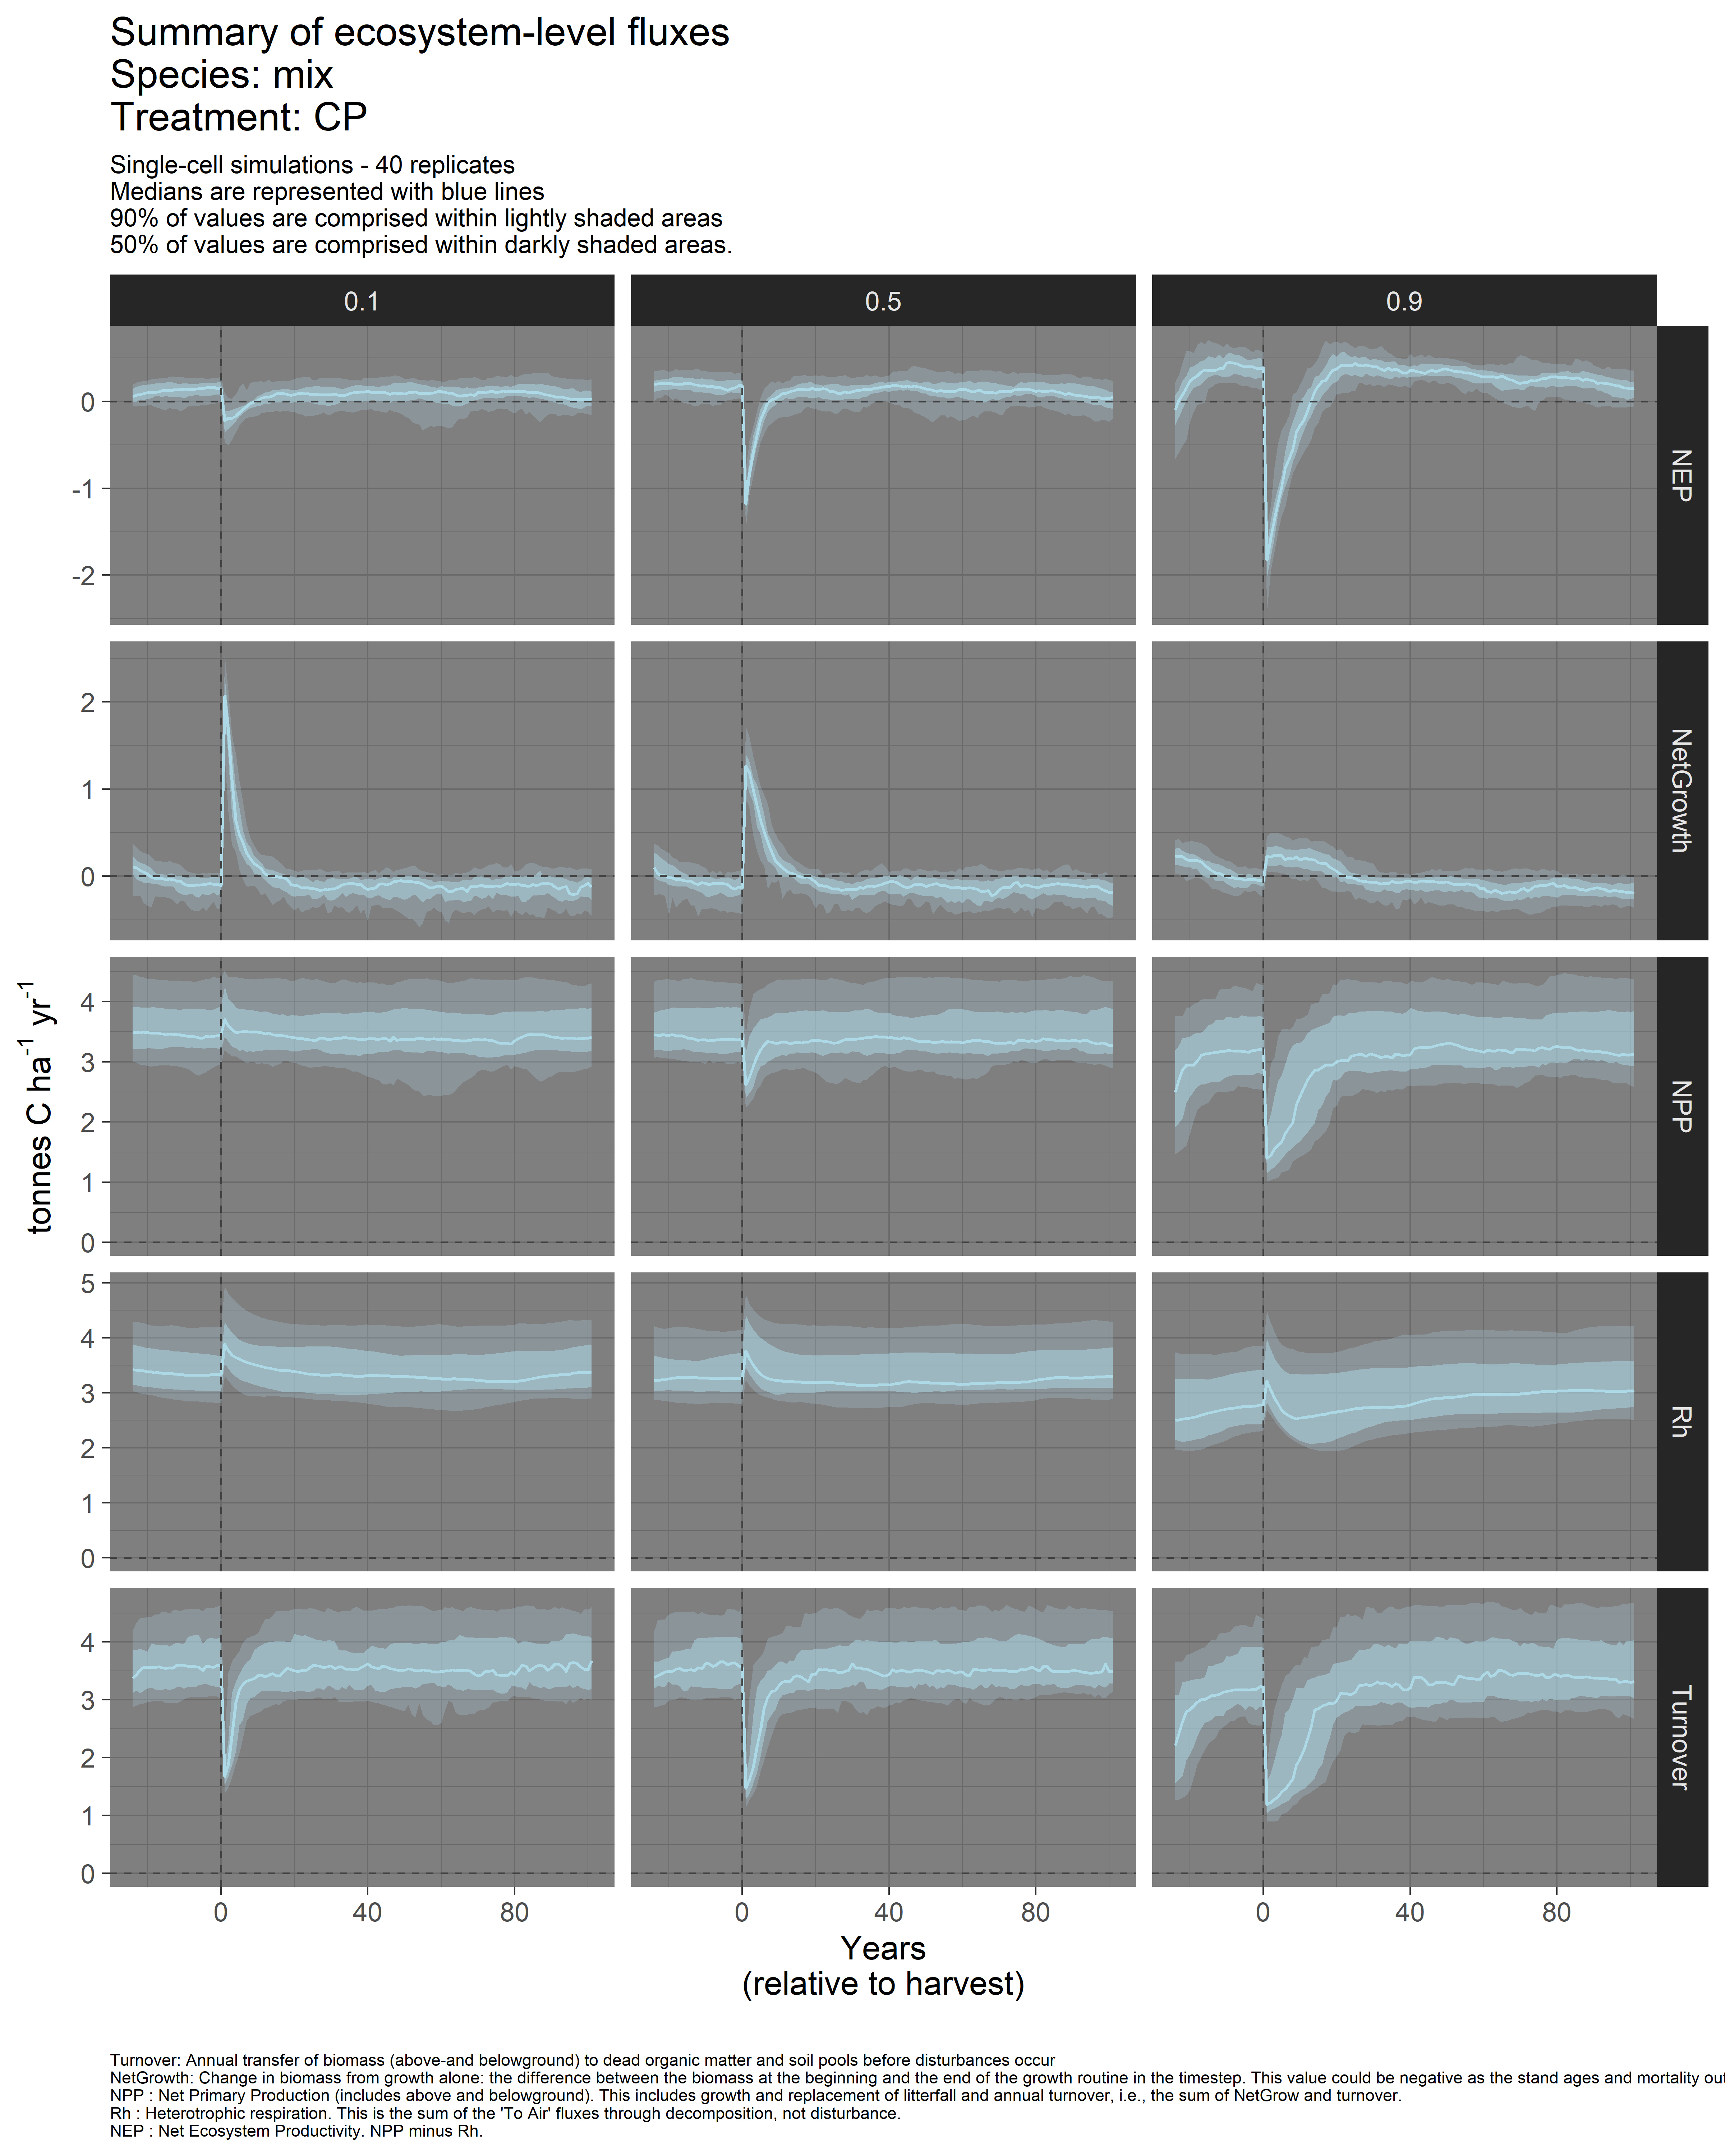 Summary of ecosystem-level fluxes
Species: mix
Treatment: CP
Single-cell simulations - 40 replicates
Medians are represented with blue lines
90% of values are comprised within lightly shaded areas
50% of values are comprised within darkly shaded areas.
0.1 0.5 0.9
0
-1
-2
NEP
2
1
0
NetGrowth
4
3
2
1
0
NPP
5
4
3
2
1
0
Rh
4
3
2
1
0
Turnover
tonnes C ha-1 yr-1
0 40 80 0 40 80 0 40 80
Years
(relative to harvest)
Turnover: Annual transfer of biomass (above-and belowground) to dead organic matter and soil pools before disturbances occur
NetGrowth: Change in biomass from growth alone: the difference between the biomass at the beginning and the end of the growth routine in the timestep. This value could be negative as the stand ages and mortality out
NPP : Net Primary Production (includes above and belowground). This includes growth and replacement of litterfall and annual turnover, i.e., the sum of NetGrow and turnover.
Rh : Heterotrophic respiration. This is the sum of the 'To Air' fluxes through decomposition, not disturbance.
NEP : Net Ecosystem Productivity. NPP minus Rh.